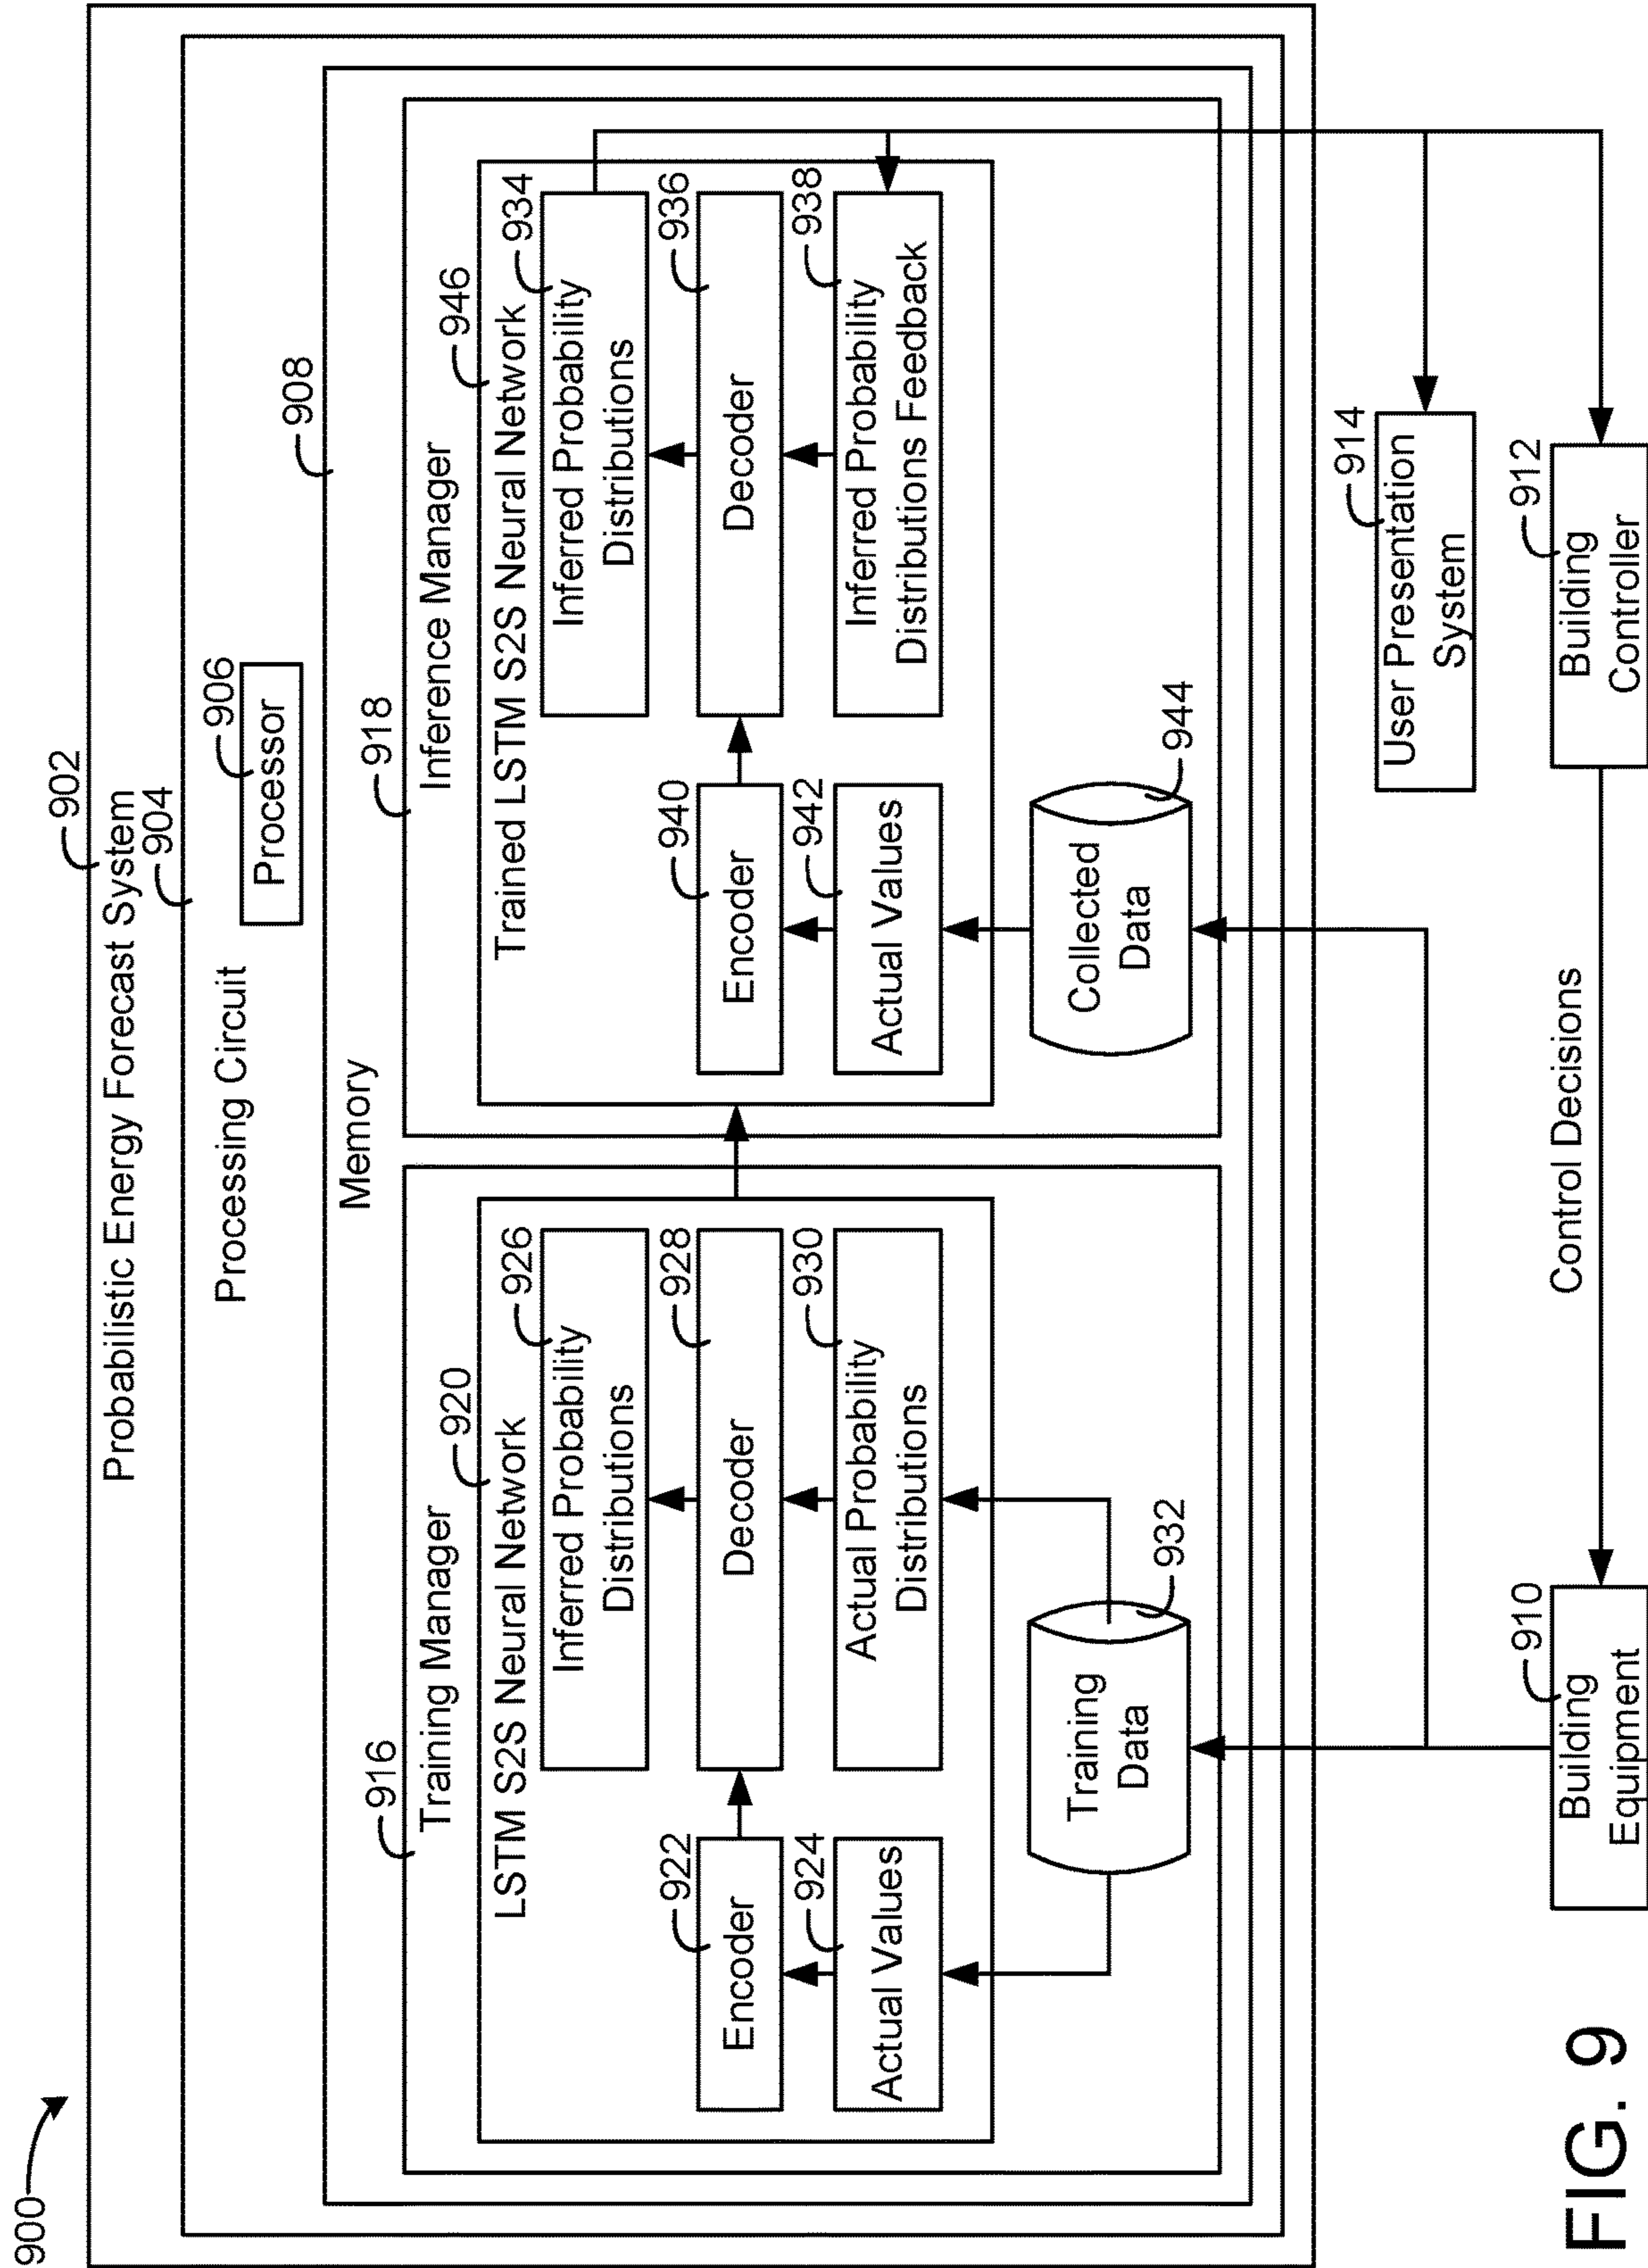 900
902
Probabilistic Energy Forecast System
904
Processing Circuit
906
Processor
908
Memory
916
Training Manager
920
LSTM S2S Neural Network
926
Inferred Probability
Distributions
922
Encoder
928
Decoder
924
Actual Values
930
Actual Probability
Distributions
Training
Data
932
918
Inference Manager
946
Trained LSTM S2S Neural Network
934
Inferred Probability
Distributions
940
Encoder
936
Decoder
942
Actual Values
938
Inferred Probability
Distributions Feedback
Collected
Data
944
914
User Presentation
System
910
Building
Equipment
Control Decisions
912
Building
Controller
FIG. 9